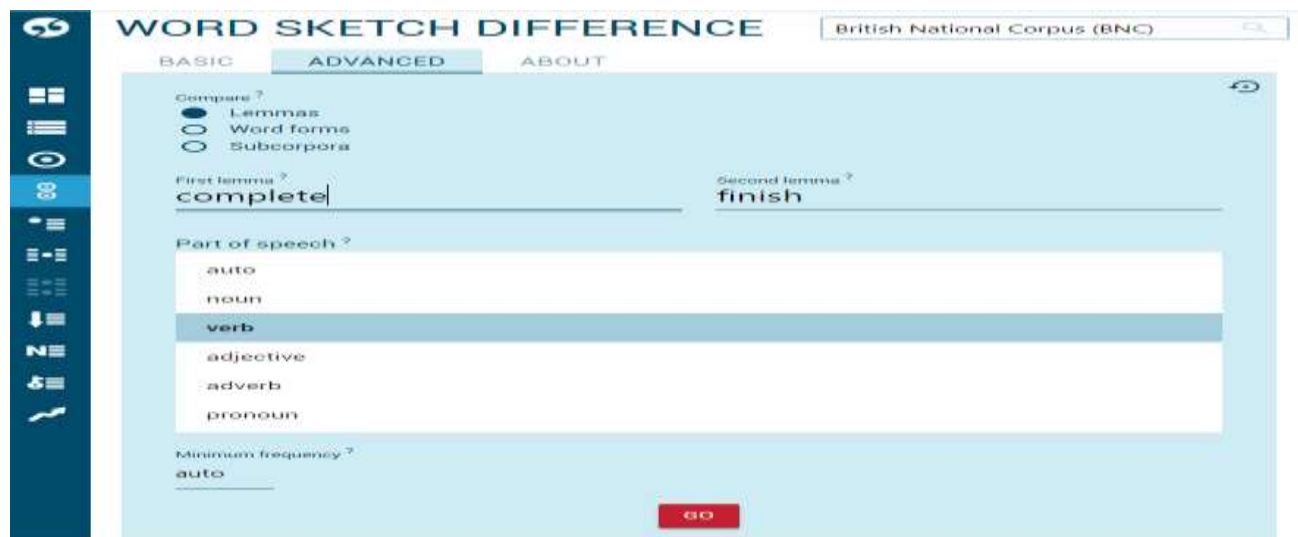 WORD SKETCH DIFFERENCE British National Corpus (BNC)
BASIC ADVANCED ABOUT
Compare ?
Lemmas
Word forms
Subcorpora
First lemma ? Second lemma ?
complete finish
Part of speech ?
auto
noun
verb
adjective
adverb
pronoun
Minimum frequency ?
auto
GO